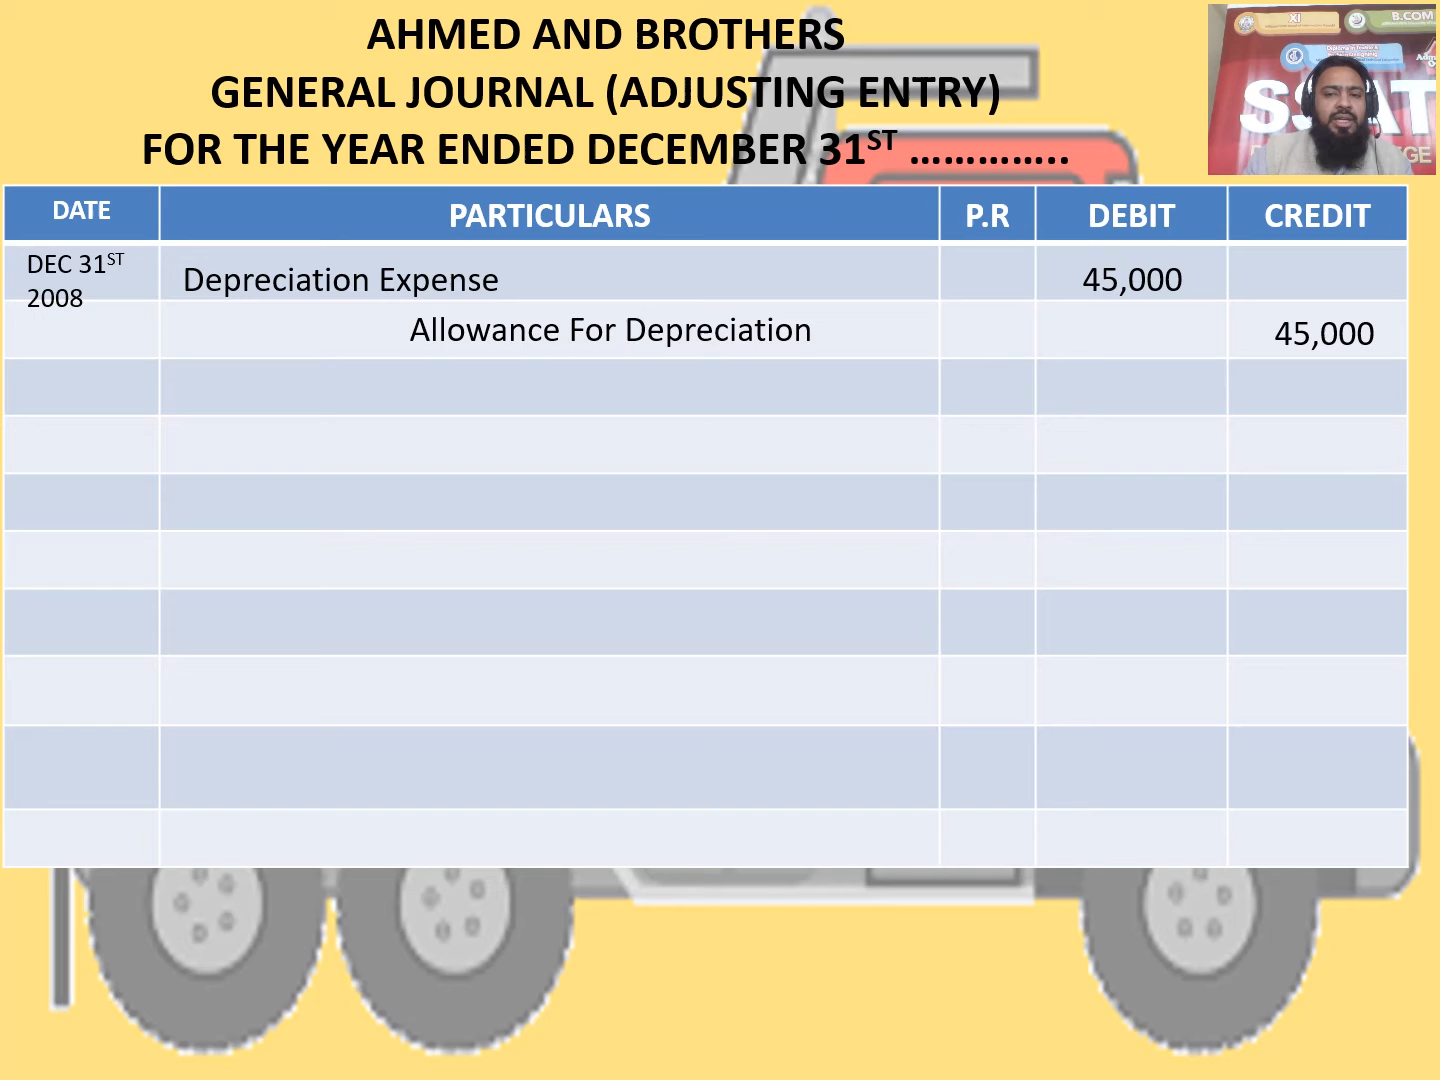 AHMED AND BROTHERS
GENERAL JOURNAL (ADJUSTING ENTRY)
FOR THE YEAR ENDED DECEMBER 31ST …………..
XI
B.COM
DATE PARTICULARS P.R DEBIT CREDIT
DEC 31ST
2008
Depreciation Expense 45,000
Allowance For Depreciation 45,000